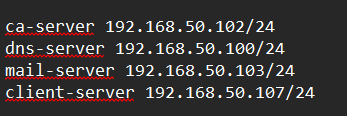 ca-server 192.168.50.102/24
dns-server 192.168.50.100/24
mail-server 192.168.50.103/24
client-server 192.168.50.107/24